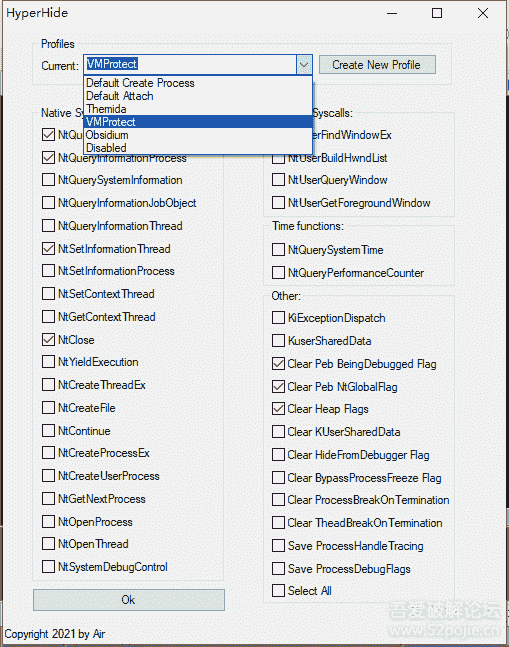 HyperHide
Profiles
Current:
VMProtect
Create New Profile
Default Create Process
Default Attach
Themida
VMProtect
Obsidium
Disabled
Native
NtQueryInformationProcess
NtQuerySystemInformation
NtQueryInformationJobObject
NtQueryInformationThread
NtSetInformationThread
NtSetInformationProcess
NtSetContextThread
NtGetContextThread
NtClose
NtYieldExecution
NtCreateThreadEx
NtCreateFile
NtContinue
NtCreateProcessEx
NtCreateUserProcess
NtGetNextProcess
NtOpenProcess
NtOpenThread
NtSystemDebugControl
Ok
Syscalls:
NtUserBuildHwndList
NtUserQueryWindow
NtUserGetForegroundWindow
Time functions:
NtQuerySystemTime
NtQueryPerformanceCounter
Other:
KiExceptionDispatch
KuserSharedData
Clear Peb BeingDebugged Flag
Clear Peb NtGlobalFlag
Clear Heap Flags
Clear KUserSharedData
Clear HideFromDebugger Flag
Clear BypassProcessFreeze Flag
Clear ProcessBreakOnTermination
Clear TheadBreakOnTermination
Save ProcessHandleTracing
Save ProcessDebugFlags
Select All
吾爱破解论坛
www.52pojie.cn
Copyright 2021 by Air